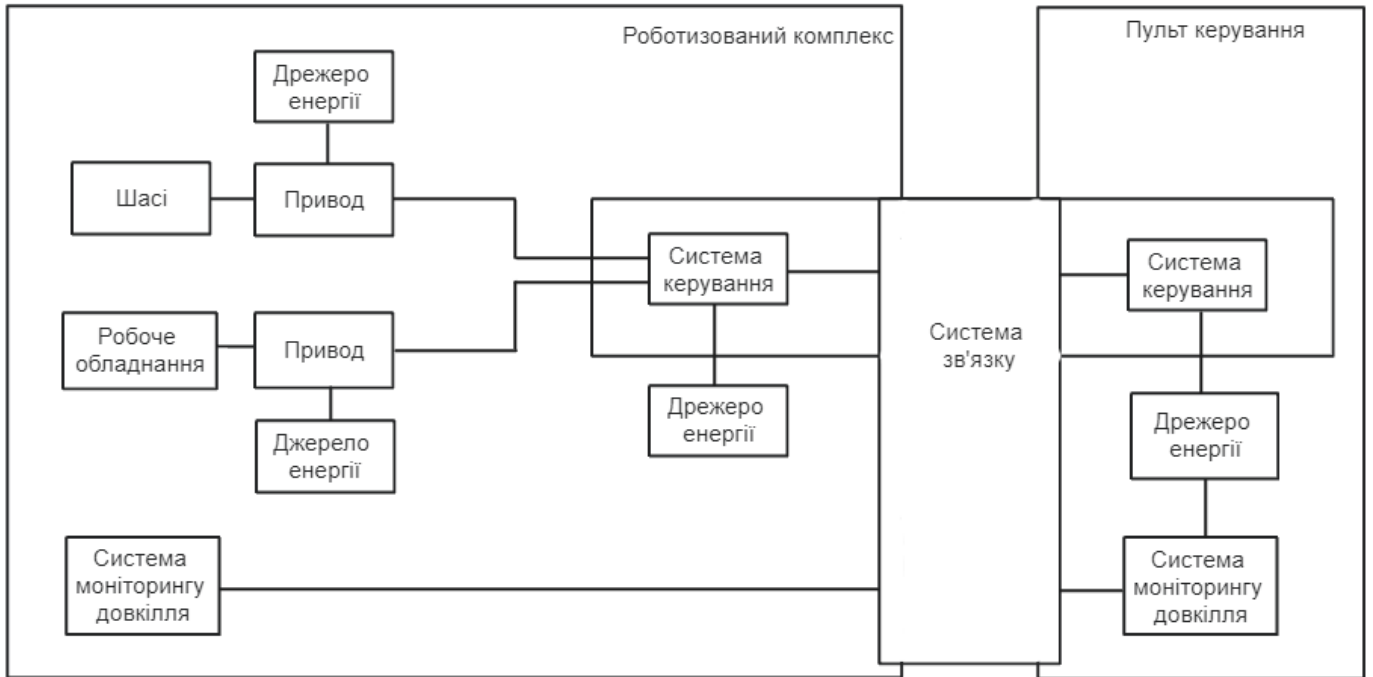 Роботизований комплекс
Пульт керування
Дрежеро
енергії
Шасі
Привод
Система
керування
Система
керування
Робоче
обладнання
Привод
Система
зв'язку
Джерело
енергії
Дрежеро
енергії
Дрежеро
енергії
Система
моніторингу
довкілля
Система
моніторингу
довкілля